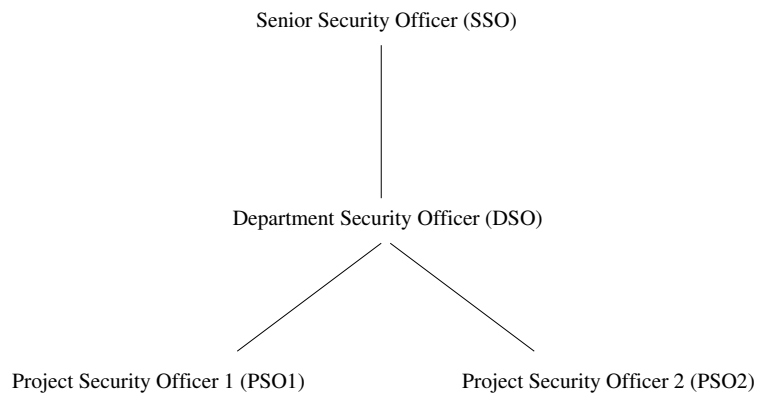 Senior Security Officer (SSO)
Department Security Officer (DSO)
Project Security Officer 1 (PSO1)
Project Security Officer 2 (PSO2)